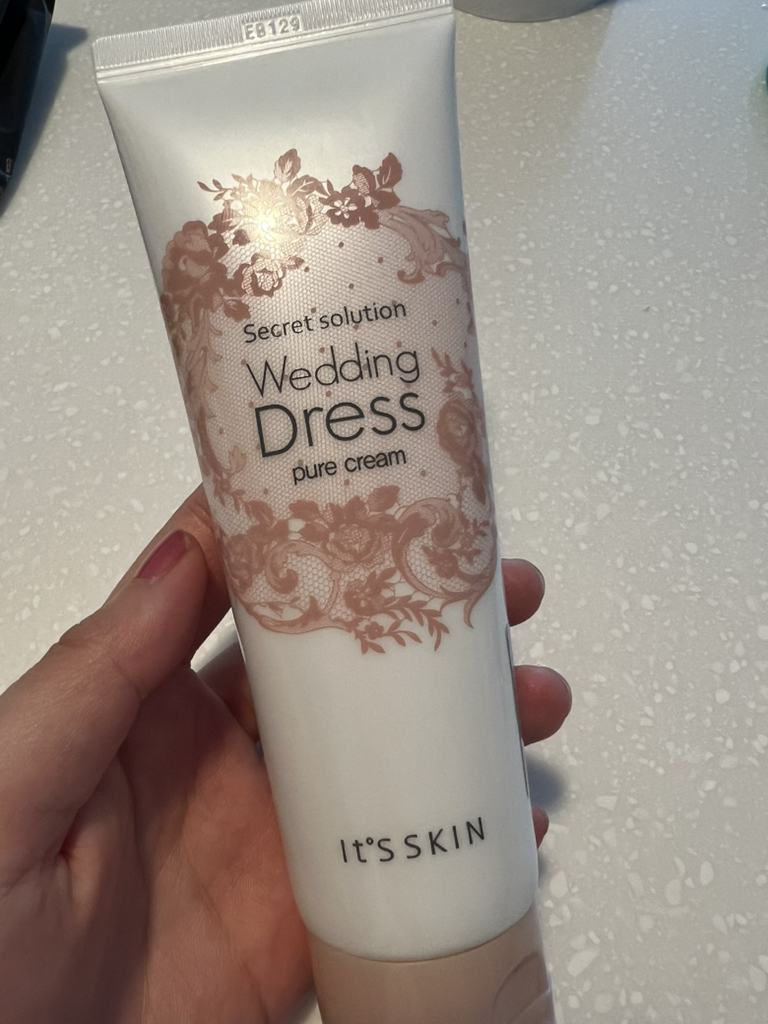 EB129
Secret solution
Wedding
Dress
pure cream
It's SKIN